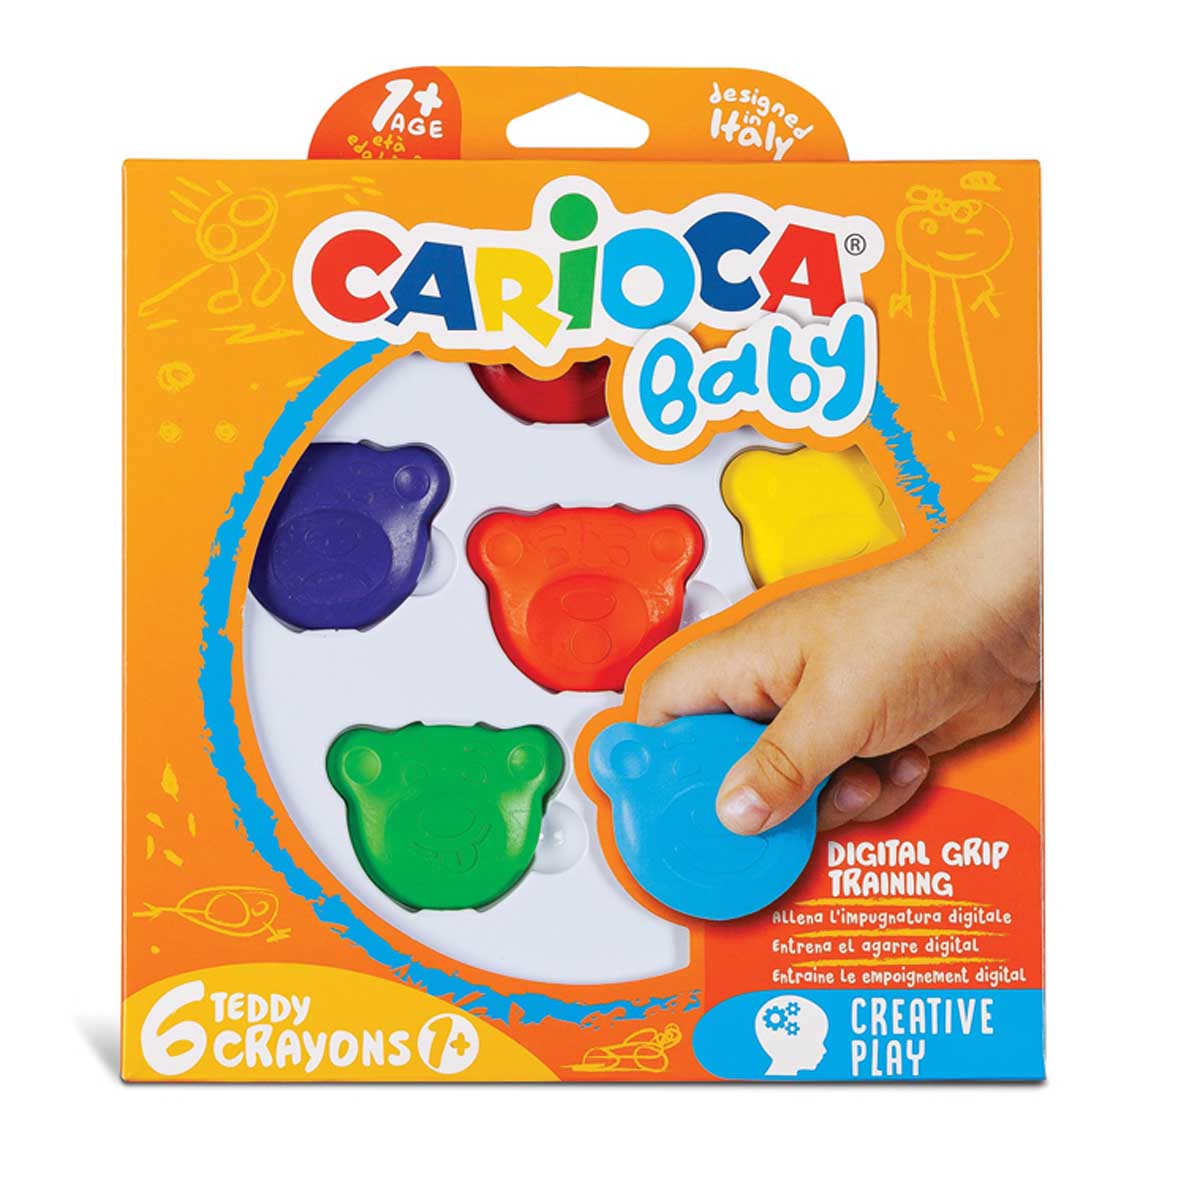 1+
AGE
età
designed
in
Italy
CARIOCA®
Baby
DIGITAL GRIP
TRAINING
Allena l'impugnatura digitale
Entrena el agarre digital
Entraine le empoignement digital
6 TEDDY
CRAYONS 1+
CREATIVE
PLAY